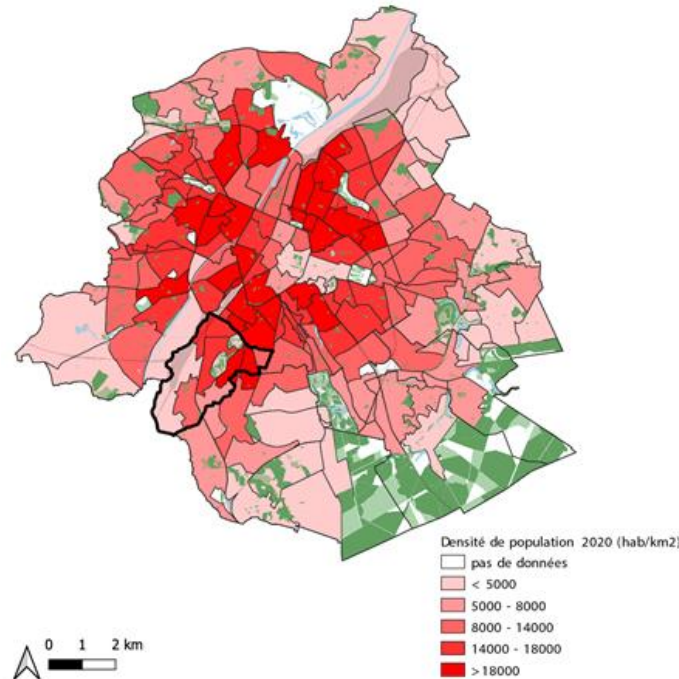 Densité de population 2020 (hab/km2)
pas de données
< 5000
5000 - 8000
8000 - 14000
14000 - 18000
>18000
0 1 2 km